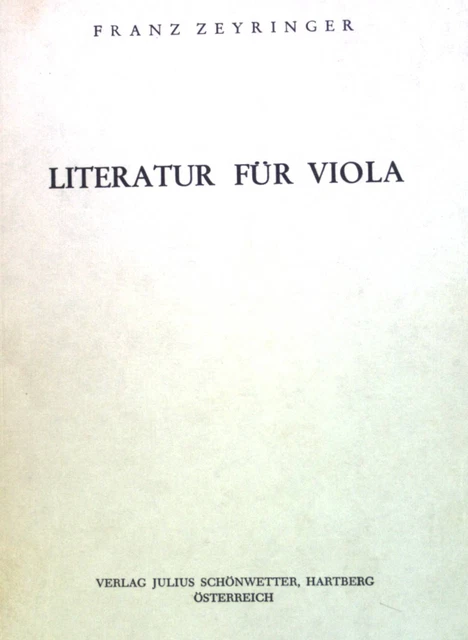 FRANZ ZEYRINGER
LITERATUR FÜR VIOLA
VERLAG JULIUS SCHÖNWETTER, HARTBERG
ÖSTERREICH